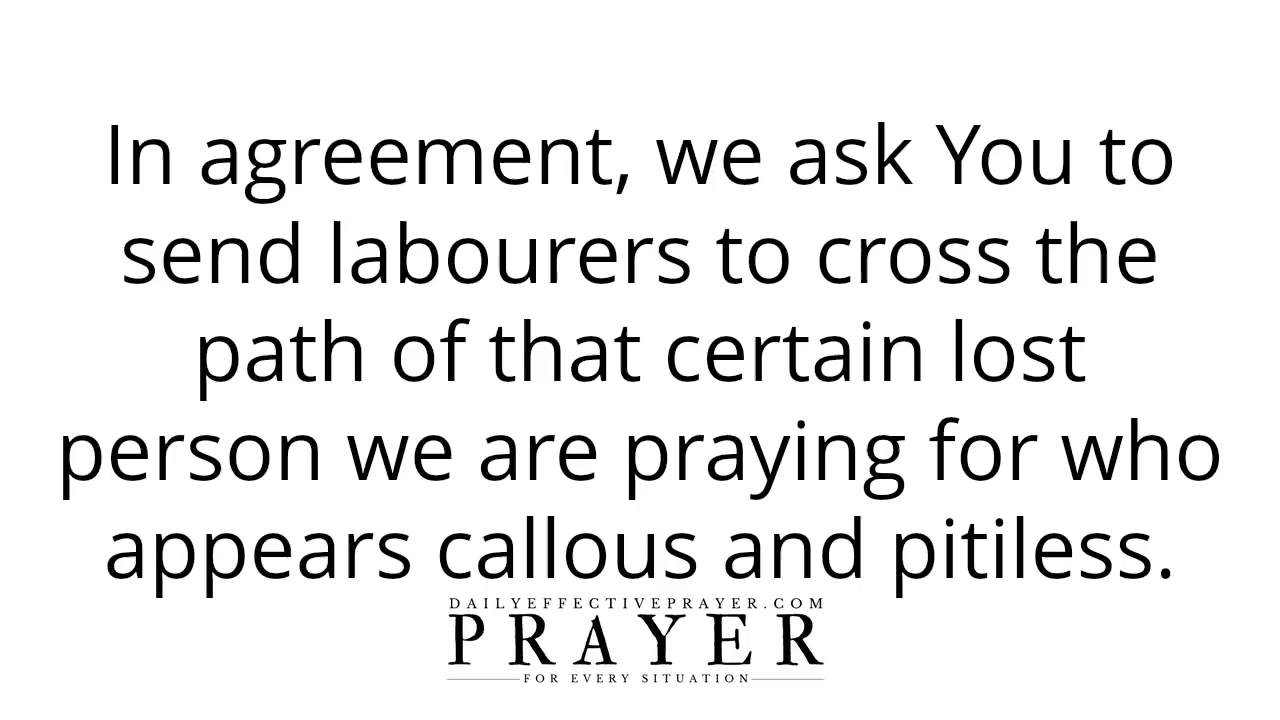 In agreement, we ask You to
send labourers to cross the
path of that certain lost
person we are praying for who
appears callous and pitiless.
DAILYEFFECTIVEPRAYER.COM
PRAYER
FOR EVERY SITUATION